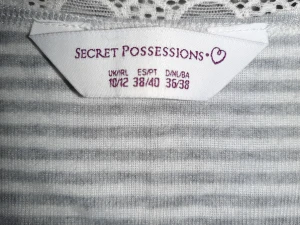 SECRET POSSESSIONS
UK/IRL ES/PT D/NL/BA
10/12 38/40 36/38